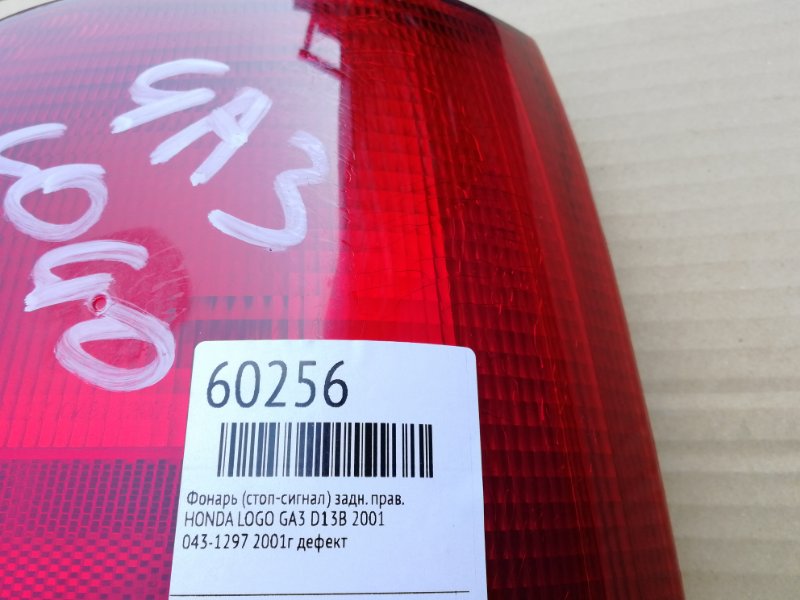 GA3
LOGO
60256
Фонарь (стоп-сигнал) задн. прав.
HONDA LOGO GA3 D13B 2001
043-1297 2001г дефект